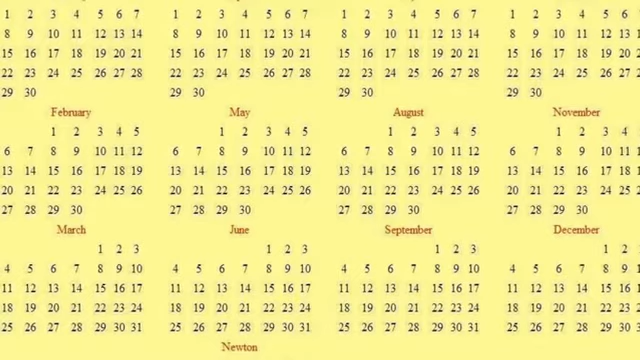 1 2 3 4 5 6 7
8 9 10 11 12 13 14
15 16 17 18 19 20 21
22 23 24 25 26 27 28
29 30
1 2 3 4 5 6 7
8 9 10 11 12 13 14
15 16 17 18 19 20 21
22 23 24 25 26 27 28
29 30
1 2 3 4 5 6 7
8 9 10 11 12 13 14
15 16 17 18 19 20 21
22 23 24 25 26 27 28
29 30
1 2 3 4 5 6
8 9 10 11 12 13
15 16 17 18 19 20
22 23 24 25 26 27
29 30
February
1 2 3 4 5
6 7 8 9 10 11 12
13 14 15 16 17 18 19
20 21 22 23 24 25 26
27 28 29 30
May
1 2 3 4 5
6 7 8 9 10 11 12
13 14 15 16 17 18 19
20 21 22 23 24 25 26
27 28 29 30
August
1 2 3 4 5
6 7 8 9 10 11 12
13 14 15 16 17 18 19
20 21 22 23 24 25 26
27 28 29 30
November
1 2 3 4
6 7 8 9 10 11
13 14 15 16 17 18
20 21 22 23 24 25
27 28 29 30
March
1 2 3
4 5 6 7 8 9 10
11 12 13 14 15 16 17
18 19 20 21 22 23 24
25 26 27 28 29 30 31
June
1 2 3
4 5 6 7 8 9 10
11 12 13 14 15 16 17
18 19 20 21 22 23 24
25 26 27 28 29 30 31
September
1 2 3
4 5 6 7 8 9 10
11 12 13 14 15 16 17
18 19 20 21 22 23 24
25 26 27 28 29 30 31
December
1 2
4 5 6 7 8 9
11 12 13 14 15 16
18 19 20 21 22 23
25 26 27 28 29 30
Newton